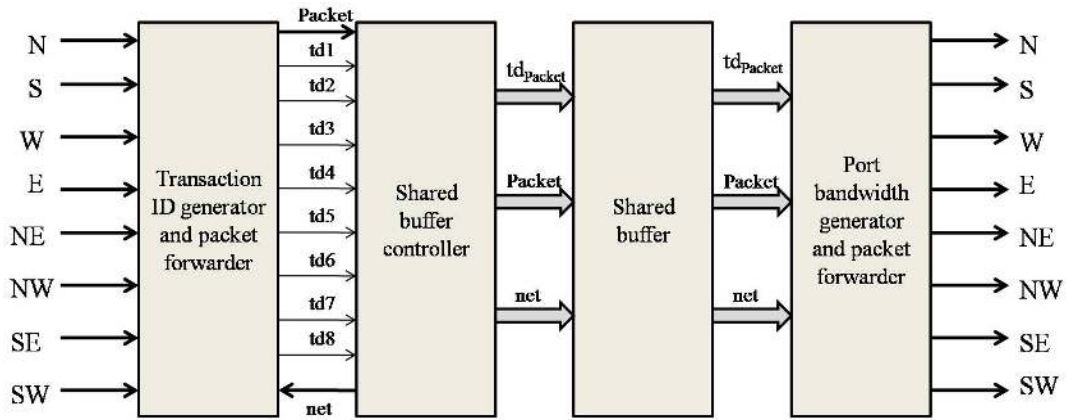 Packet
N
S
W
E
NE
NW
SE
SW
Transaction
ID generator
and packet
forwarder
td1
td2
td3
td4
td5
td6
td7
td8
net
Shared
buffer
controller
tdPacket
Packet
net
Shared
buffer
tdPacket
Packet
net
Port
bandwidth
generator
and packet
forwarder
N
S
W
E
NE
NW
SE
SW